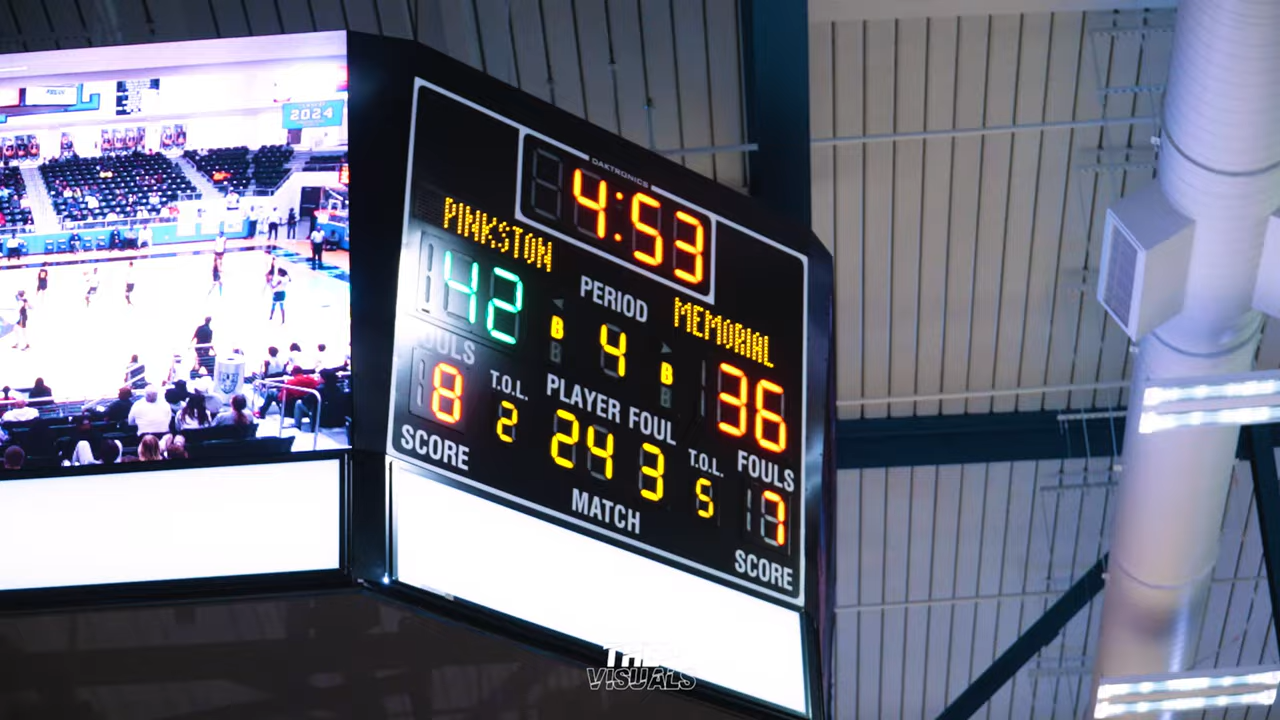 2024
DAKTRONICS
4:53
PINKSTON
42
PERIOD
MEMORIAL
B 4 B
36
FOULS
8
T.O.L.
2
PLAYER FOUL
24 3
T.O.L.
5
FOULS
7
SCORE
MATCH
SCORE
VISUALS